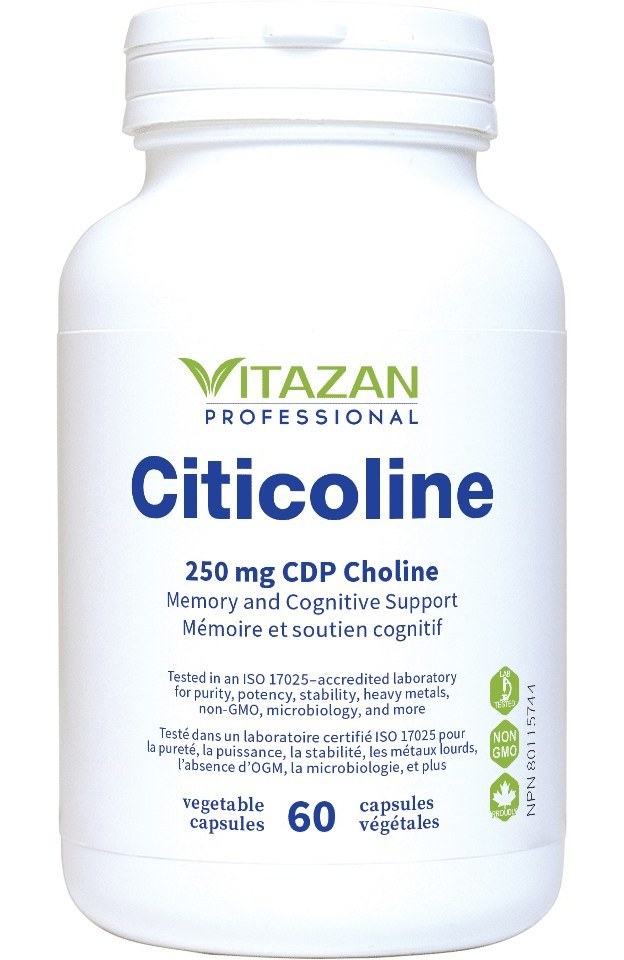 VITAZAN
PROFESSIONAL
Citicoline
250 mg CDP Choline
Memory and Cognitive Support
Mémoire et soutien cognitif
Tested in an ISO 17025–accredited laboratory
for purity, potency, stability, heavy metals,
non-GMO, microbiology, and more
Testé dans un laboratoire certifié ISO 17025 pour
la pureté, la puissance, la stabilité, les métaux lourds,
l’absence d’OGM, la microbiologie, et plus
vegetable
capsules
60
capsules
végétales
LAB
TESTED
NON
GMO
PROUDLY
NPN 80115744